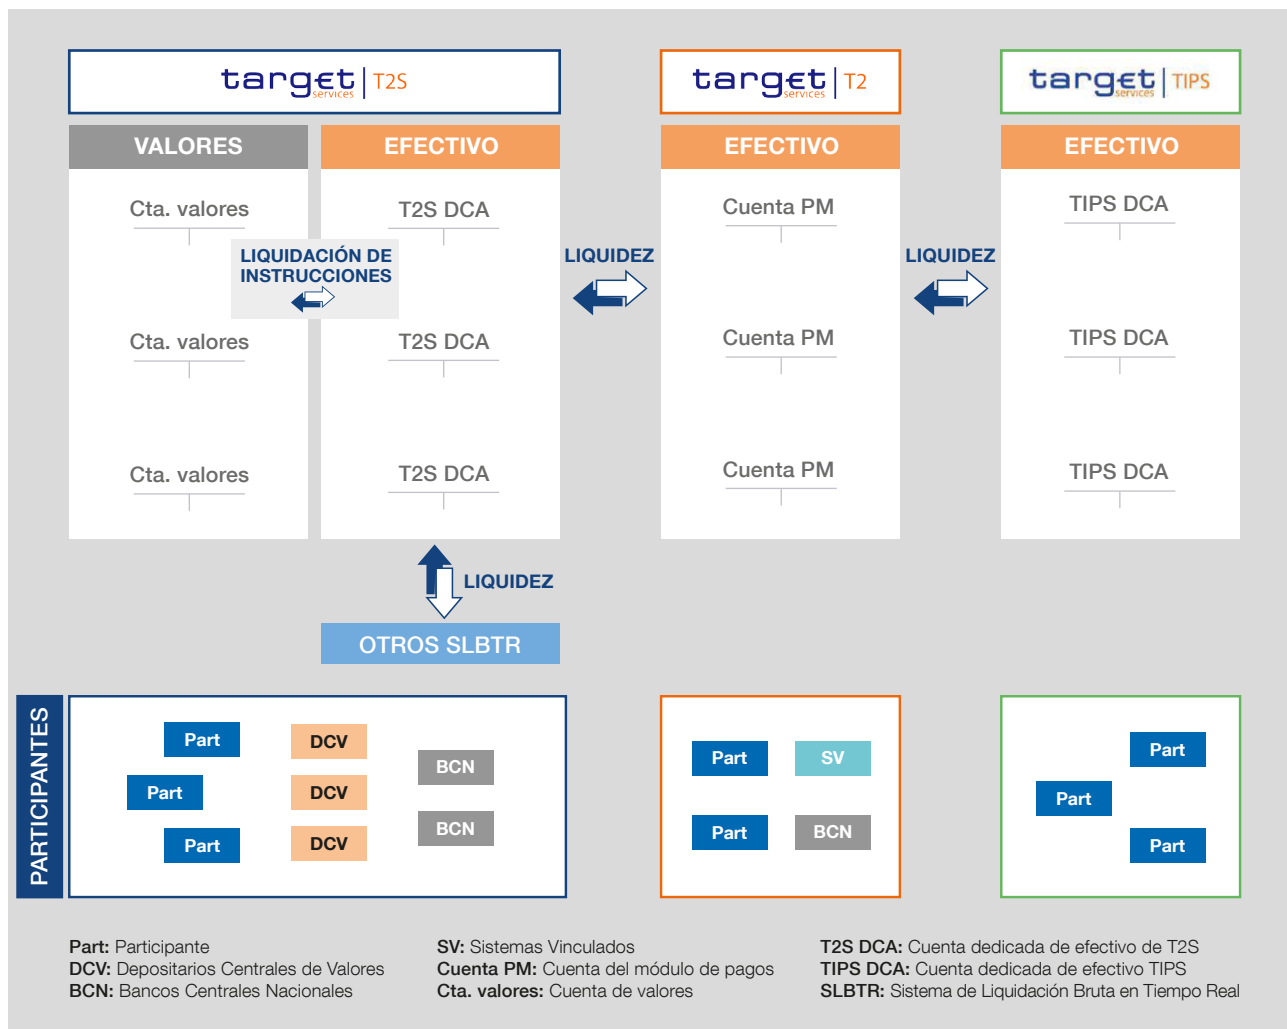 target services | T2S
target services | T2
target services | TIPS
VALORES
EFECTIVO
EFECTIVO
EFECTIVO
Cta. valores
T2S DCA
Cuenta PM
TIPS DCA
LIQUIDACIÓN DE
INSTRUCCIONES
LIQUIDEZ
LIQUIDEZ
Cta. valores
T2S DCA
Cuenta PM
TIPS DCA
Cta. valores
T2S DCA
Cuenta PM
TIPS DCA
LIQUIDEZ
OTROS SLBTR
PARTICIPANTES
Part
DCV
BCN
Part
DCV
BCN
Part
DCV
Part
SV
Part
BCN
Part
Part
Part
Part: Participante
DCV: Depositarios Centrales de Valores
BCN: Bancos Centrales Nacionales
SV: Sistemas Vinculados
Cuenta PM: Cuenta del módulo de pagos
Cta. valores: Cuenta de valores
T2S DCA: Cuenta dedicada de efectivo de T2S
TIPS DCA: Cuenta dedicada de efectivo TIPS
SLBTR: Sistema de Liquidación Bruta en Tiempo Real